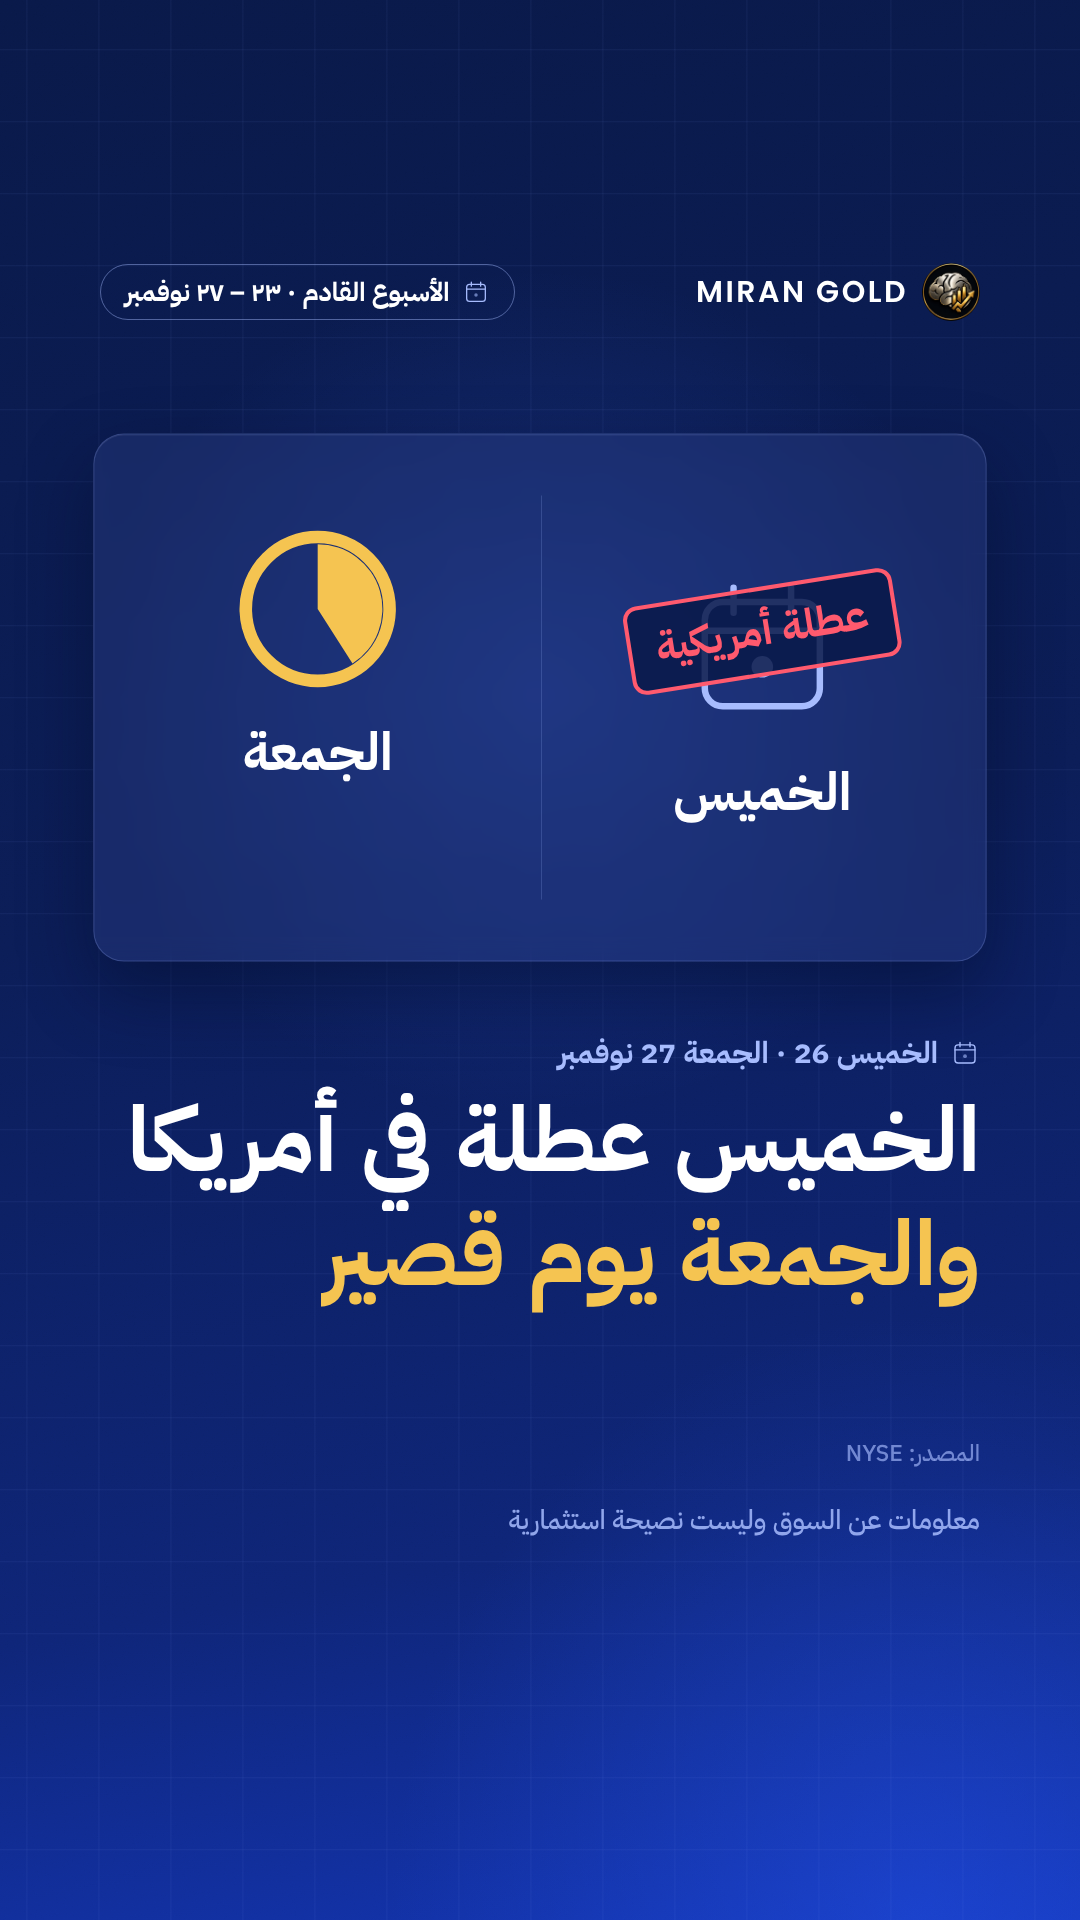 MIRAN GOLD
الأسبوع القادم · ٢٣ – ٢٧ نوفمبر
عطلة أمريكية
الخميس
الجمعة
الخميس 26 · الجمعة 27 نوفمبر
الخميس عطلة في أمريكا
والجمعة يوم قصير
المصدر: NYSE
معلومات عن السوق وليست نصيحة استثمارية